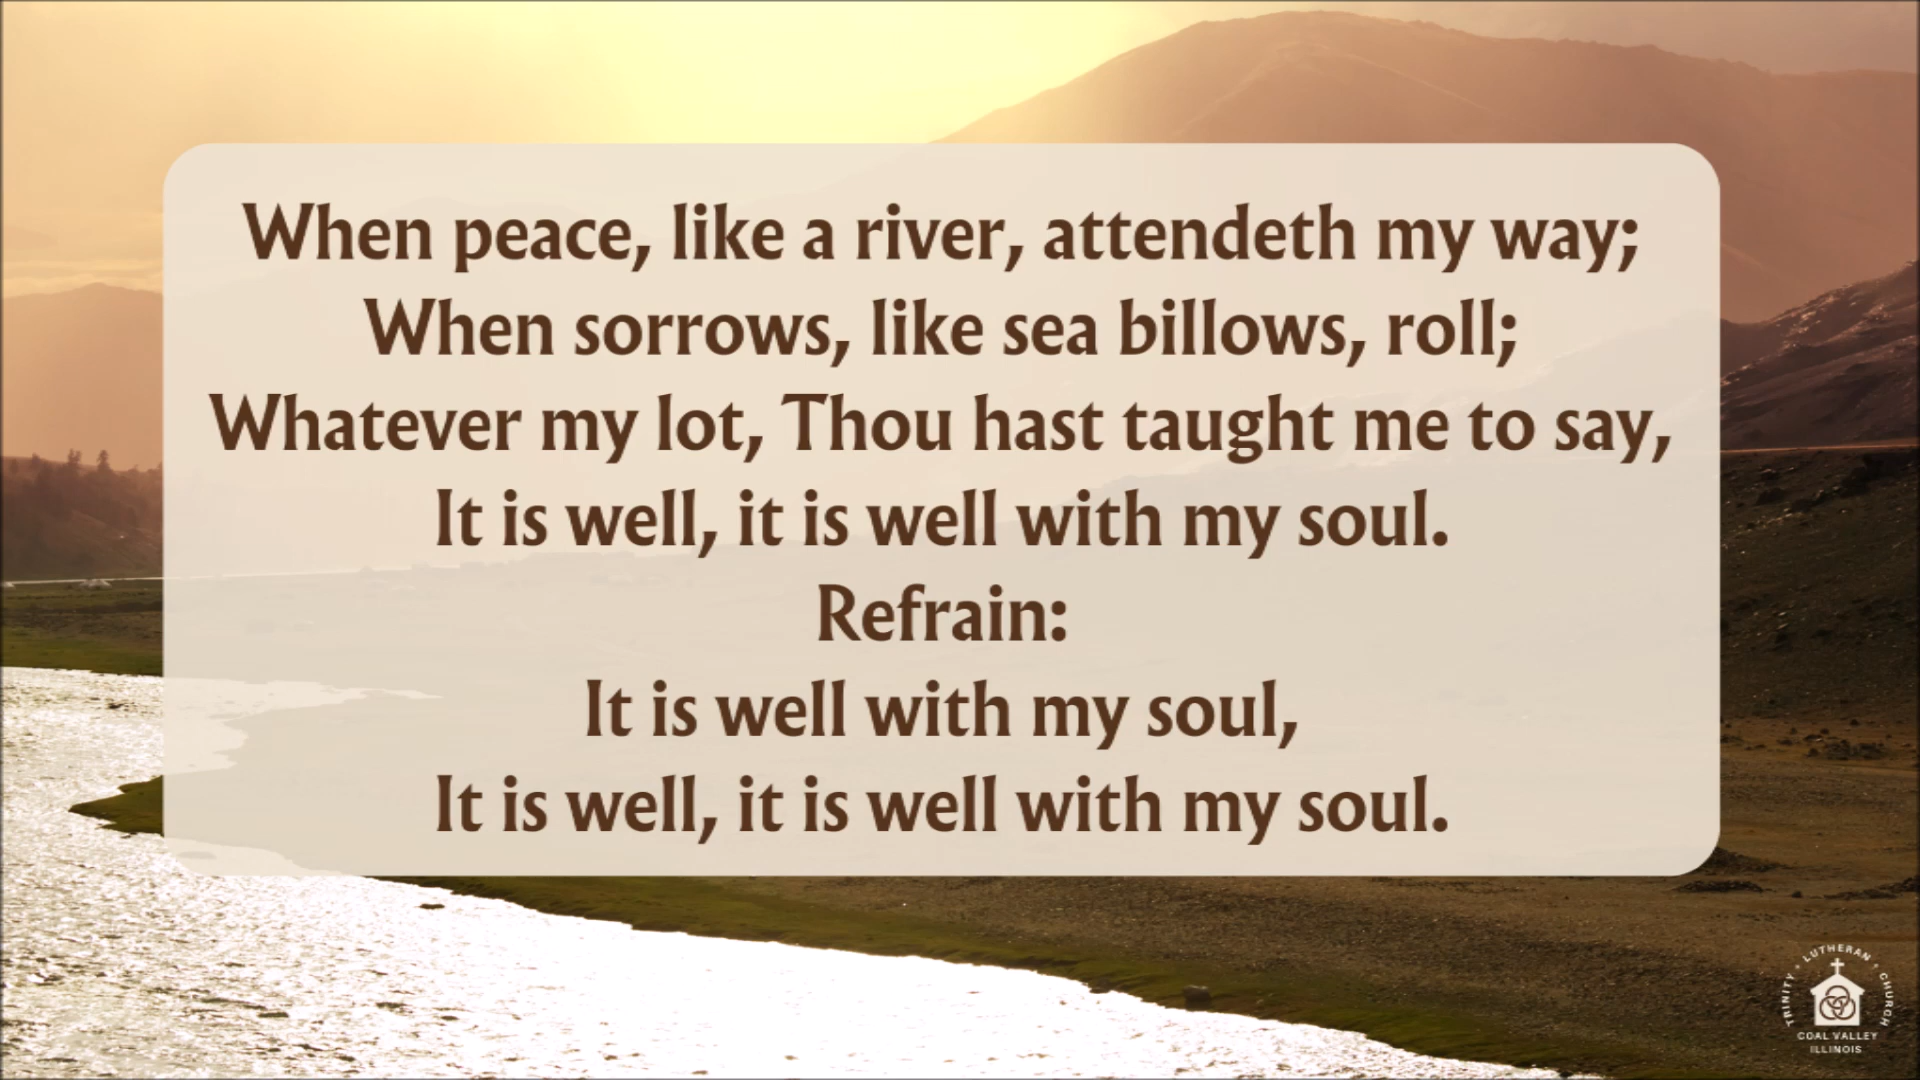 When peace, like a river, attendeth my way;
When sorrows, like sea billows, roll;
Whatever my lot, Thou hast taught me to say,
It is well, it is well with my soul.
Refrain:
It is well with my soul,
It is well, it is well with my soul.
TRINITY • LUTHERAN • CHURCH
COAL VALLEY
ILLINOIS